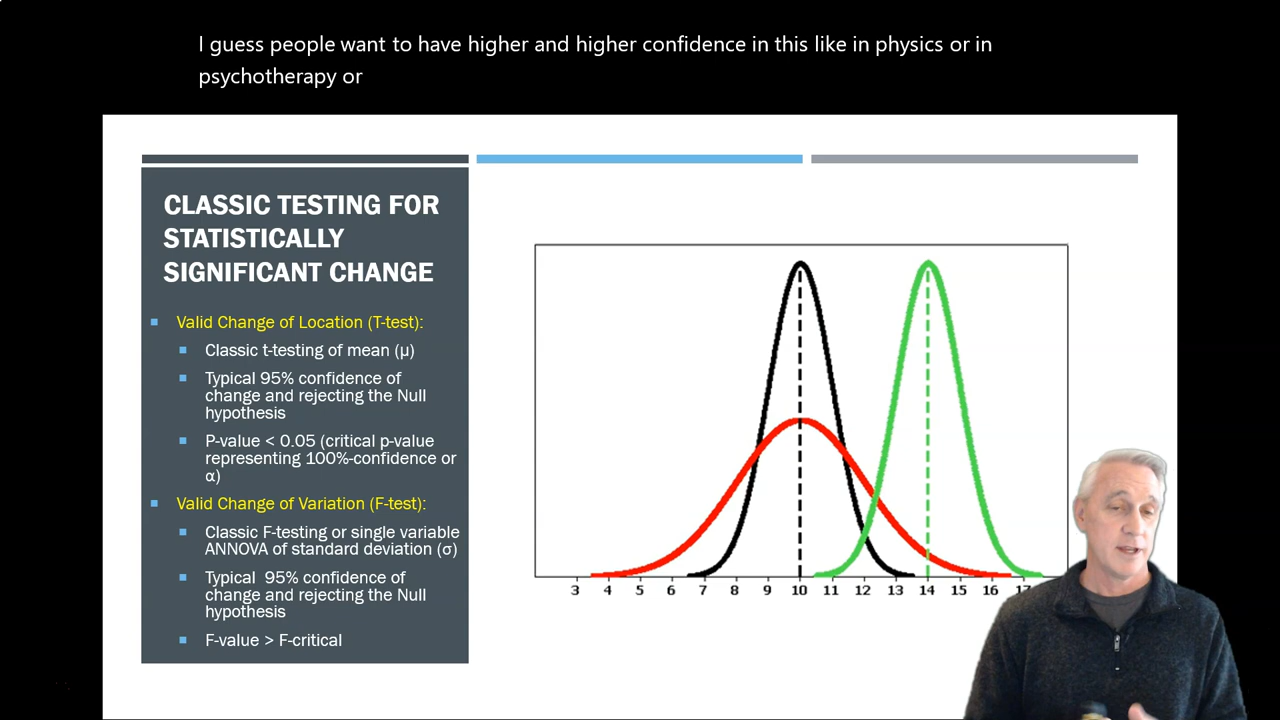 I guess people want to have higher and higher confidence in this like in physics or in
psychotherapy or
CLASSIC TESTING FOR
STATISTICALLY
SIGNIFICANT CHANGE
Valid Change of Location (T-test):
Classic t-testing of mean (μ)
Typical 95% confidence of
change and rejecting the Null
hypothesis
P-value < 0.05 (critical p-value
representing 100%-confidence or
α)
Valid Change of Variation (F-test):
Classic F-testing or single variable
ANNOVA of standard deviation (σ)
Typical  95% confidence of
change and rejecting the Null
hypothesis
F-value > F-critical
3 4 5 6 7 8 9 10 11 12 13 14 15 16 17